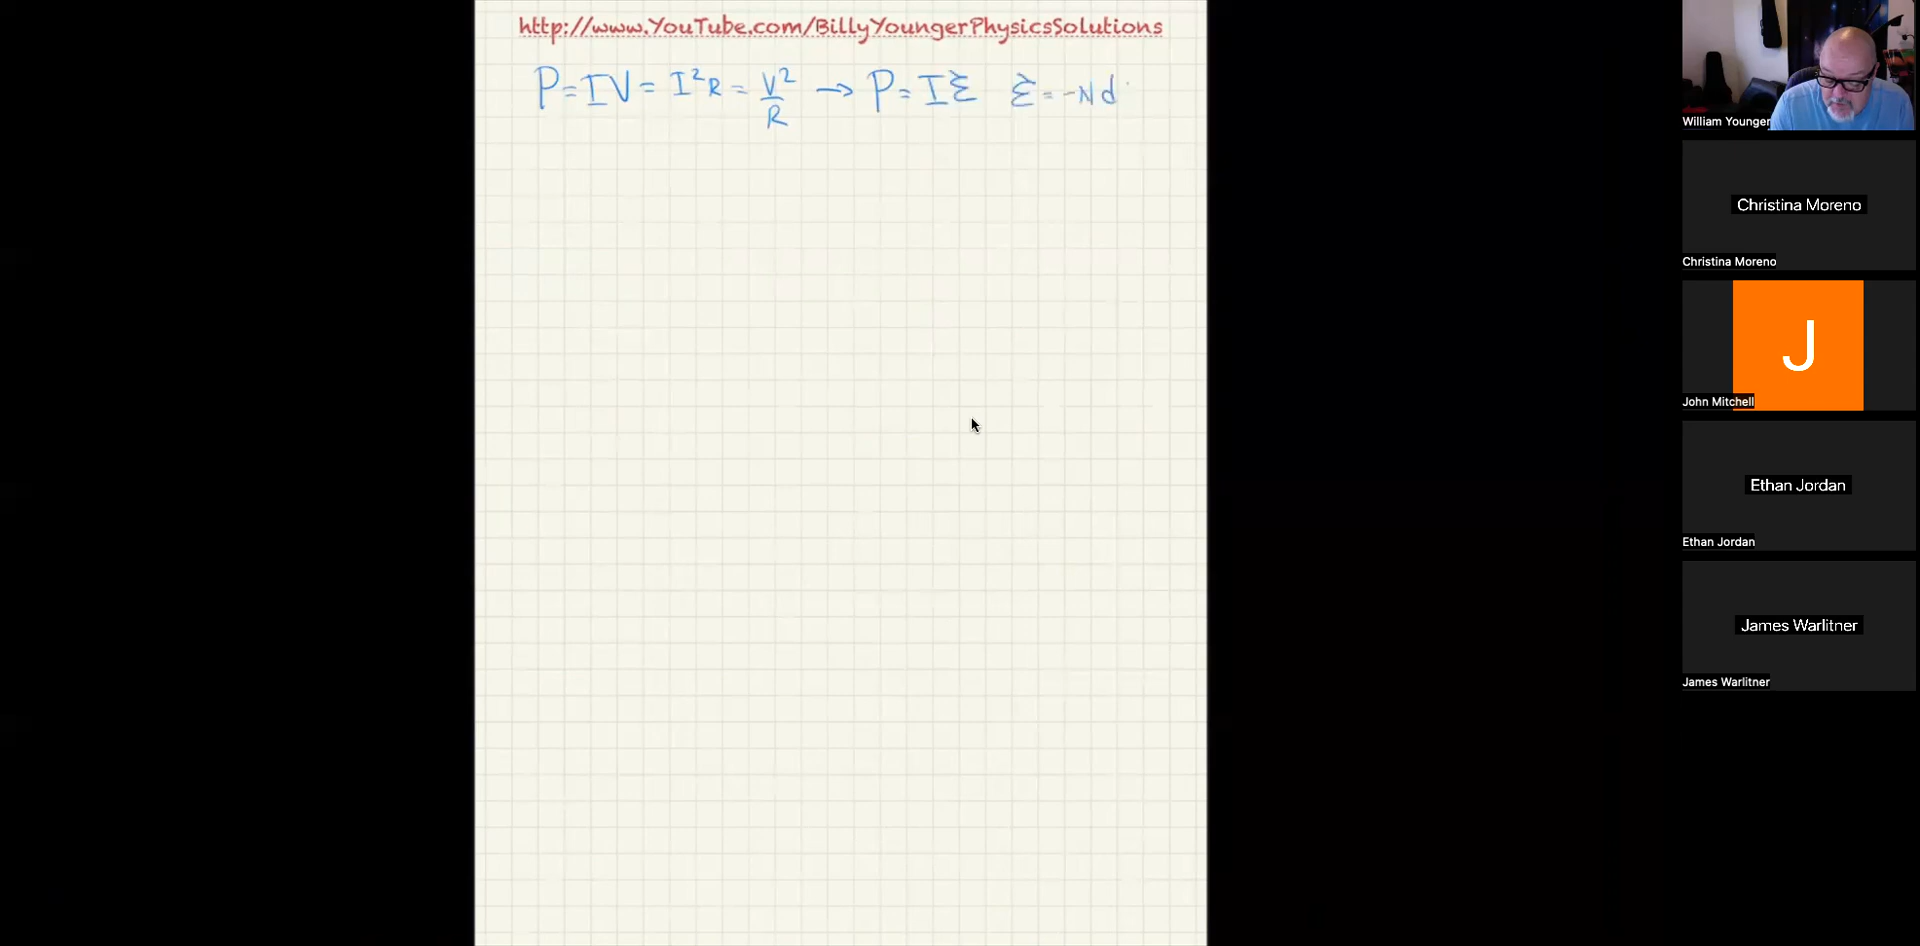 http://www.YouTube.com/BillyYoungerPhysicsSolutions
P = IV = I²R = V²/R → P = Iℰ ℰ = -Nd
William Younger
Christina Moreno
Christina Moreno
J
John Mitchell
Ethan Jordan
Ethan Jordan
James Warlitner
James Warlitner